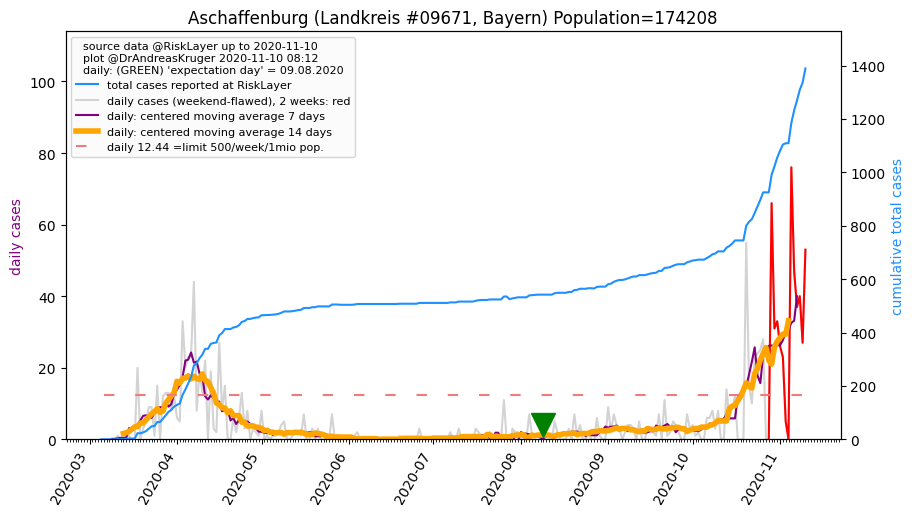 Aschaffenburg (Landkreis #09671, Bayern) Population=174208
source data @RiskLayer up to 2020-11-10
plot @DrAndreasKruger 2020-11-10 08:12
daily: (GREEN) 'expectation day' = 09.08.2020
total cases reported at RiskLayer
daily cases (weekend-flawed), 2 weeks: red
daily: centered moving average 7 days
daily: centered moving average 14 days
daily 12.44 =limit 500/week/1mio pop.
daily cases
100
80
60
40
20
0
cumulative total cases
1400
1200
1000
800
600
400
200
0
2020-03
2020-04
2020-05
2020-06
2020-07
2020-08
2020-09
2020-10
2020-11